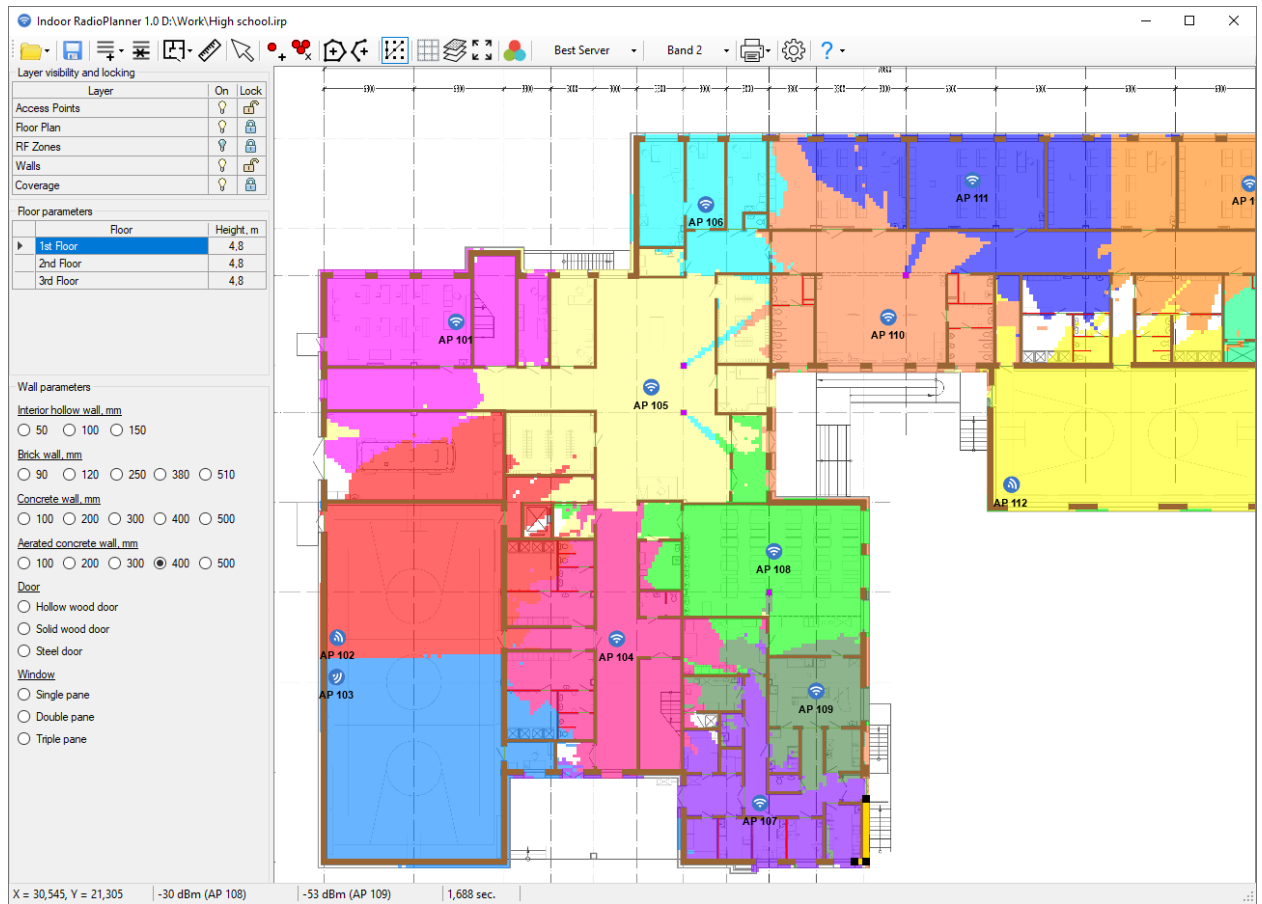 Indoor RadioPlanner 1.0 D:\Work\High school.irp
Best Server
Band 2
?
Layer visibility and locking
Layer On Lock
Access Points
Floor Plan
RF Zones
Walls
Coverage
Floor parameters
Floor Height, m
1st Floor 4,8
2nd Floor 4,8
3rd Floor 4,8
Wall parameters
Interior hollow wall, mm
50 100 150
Brick wall, mm
90 120 250 380 510
Concrete wall, mm
100 200 300 400 500
Aerated concrete wall, mm
100 200 300 400 500
Door
Hollow wood door
Solid wood door
Steel door
Window
Single pane
Double pane
Triple pane
AP 111
AP 1
AP 106
AP 101
AP 110
AP 105
AP 112
AP 108
AP 102
AP 104
AP 103
AP 109
AP 107
X = 30,545, Y = 21,305 -30 dBm (AP 108) -53 dBm (AP 109) 1,688 sec.